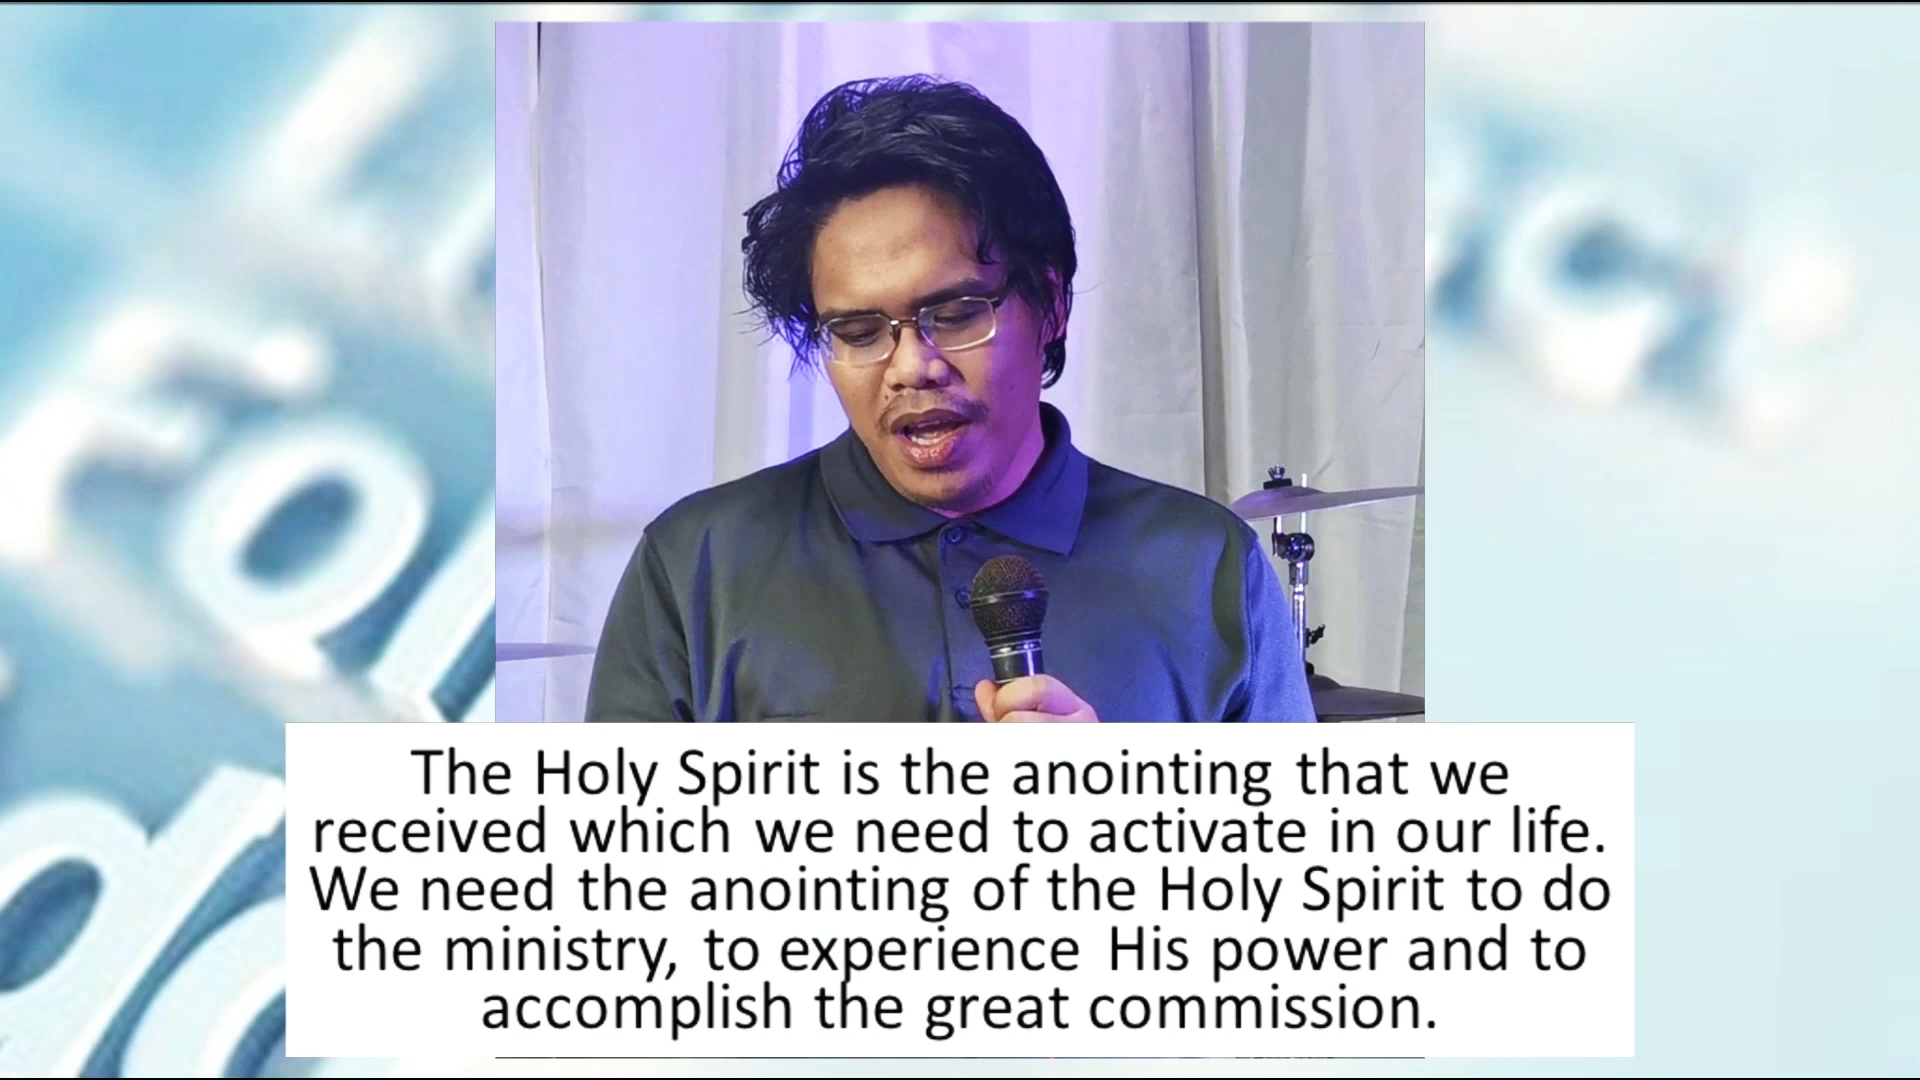 The Holy Spirit is the anointing that we
received which we need to activate in our life.
We need the anointing of the Holy Spirit to do
the ministry, to experience His power and to
accomplish the great commission.